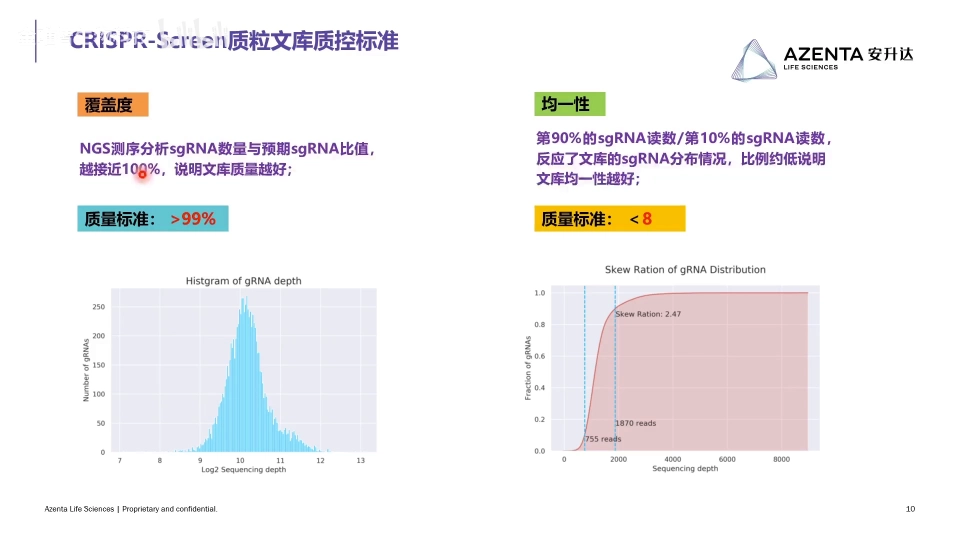 CRISPR-Screen质粒文库质控标准
AZENTA 安升达
LIFE SCIENCES
覆盖度
NGS测序分析sgRNA数量与预期sgRNA比值，
越接近100%，说明文库质量越好；
质量标准： >99%
均一性
第90%的sgRNA读数/第10%的sgRNA读数，
反应了文库的sgRNA分布情况，比例约低说明
文库均一性越好；
质量标准： <8
Histgram of gRNA depth
Number of gRNAs
250
200
150
100
50
0
7 8 9 10 11 12 13
Log2 Sequencing depth
Skew Ration of gRNA Distribution
Fraction of gRNAs
1.0
0.8
0.6
0.4
0.2
0.0
Skew Ration: 2.47
1870 reads
755 reads
0 2000 4000 6000 8000
Sequencing depth
Azenta Life Sciences | Proprietary and confidential.
10